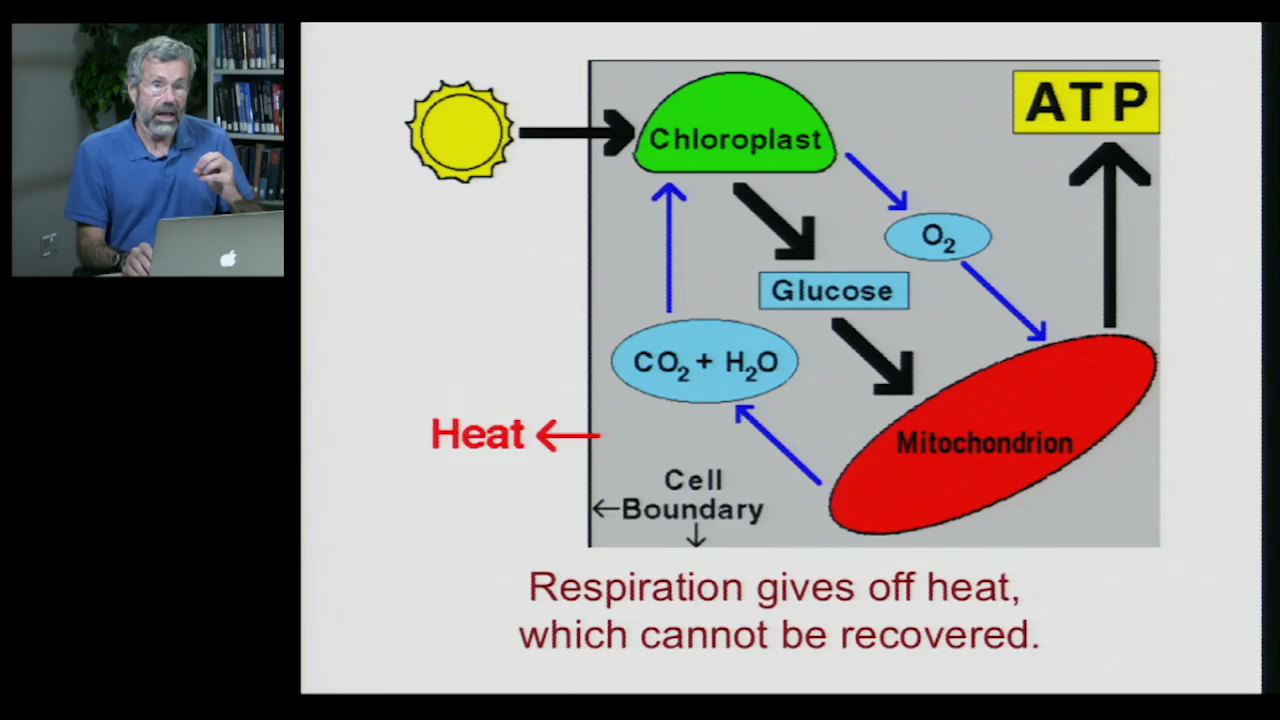 ATP
Chloroplast
O₂
Glucose
CO₂ + H₂O
Heat
Mitochondrion
Cell
Boundary
Respiration gives off heat,
which cannot be recovered.